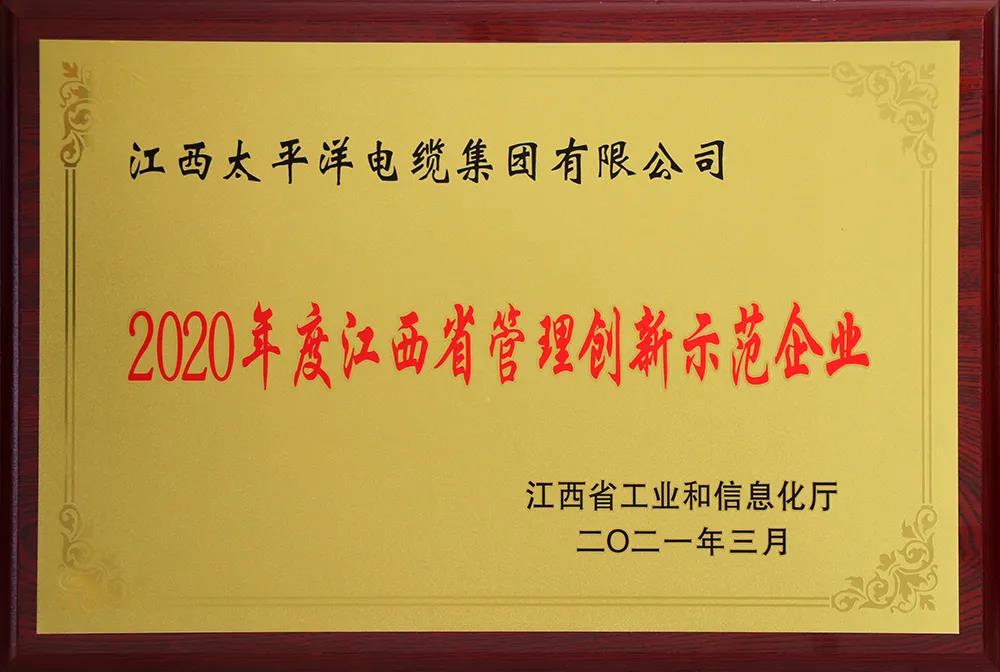 江西太平洋电缆集团有限公司
2020年度江西省管理创新示范企业
江西省工业和信息化厅
二〇二一年三月